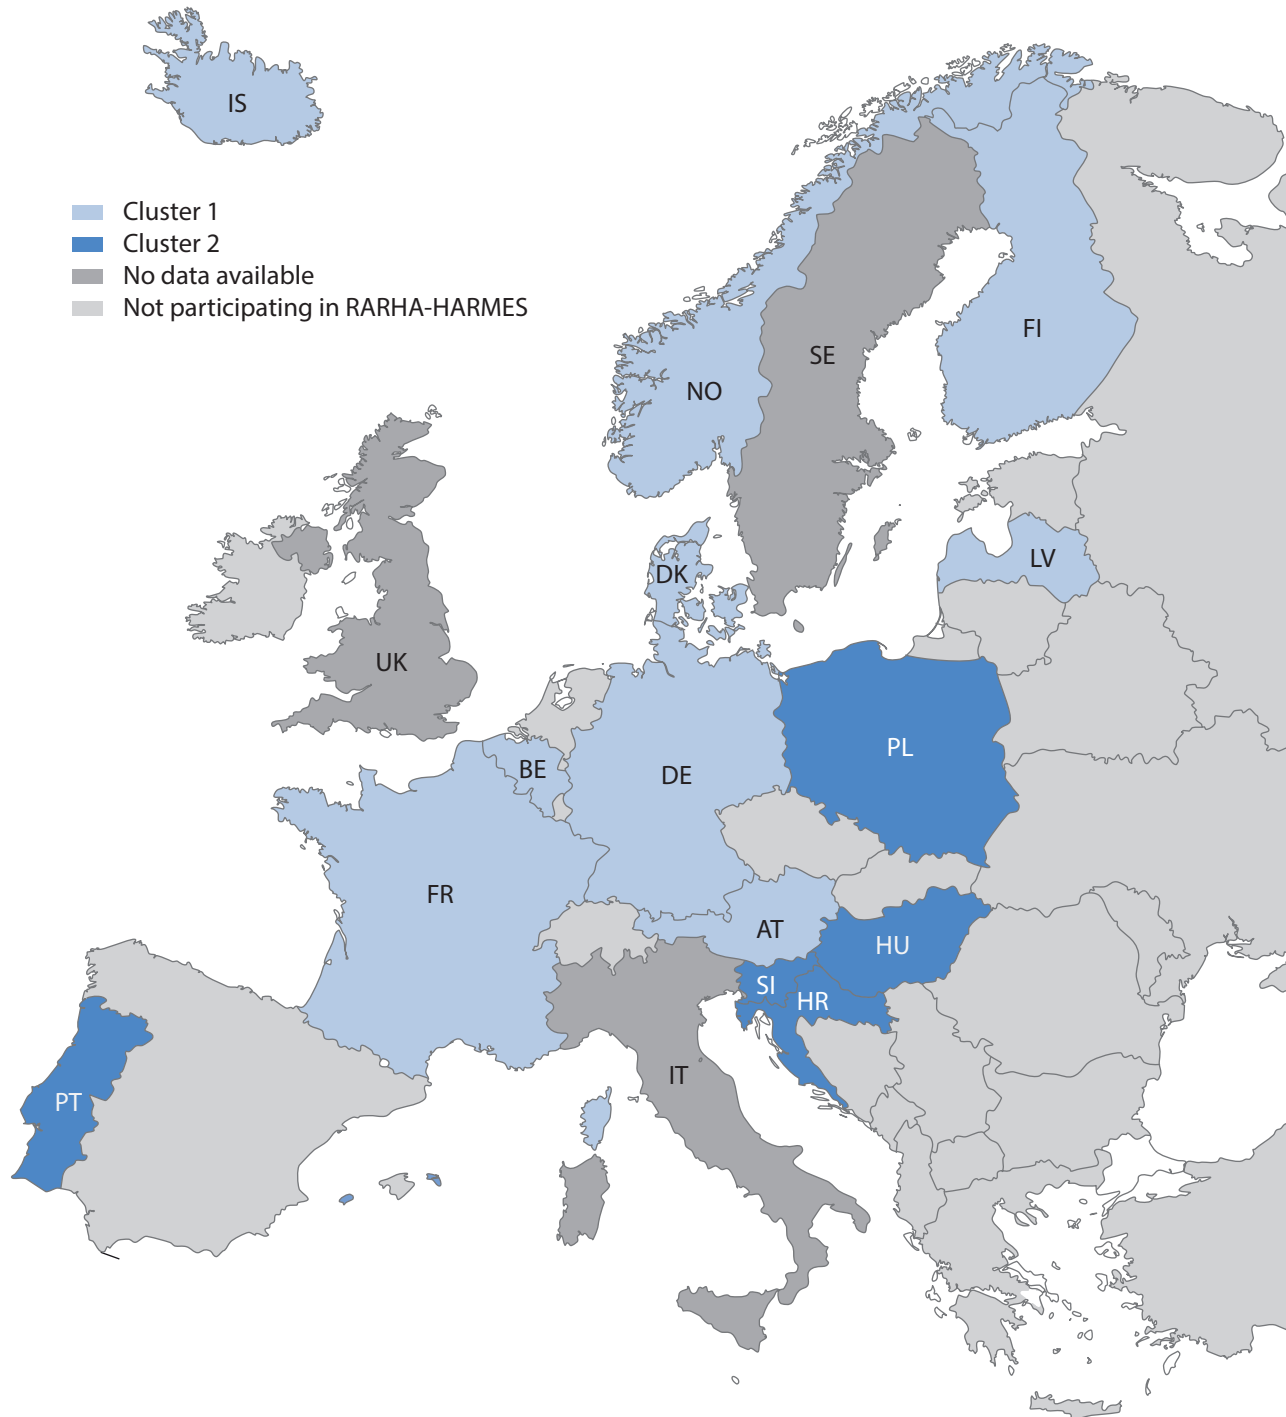 IS
Cluster 1
Cluster 2
No data available
Not participating in RARHA-HARMES
FI
SE
NO
LV
DK
UK
PL
BE
DE
FR
AT
HU
SI
HR
IT
PT